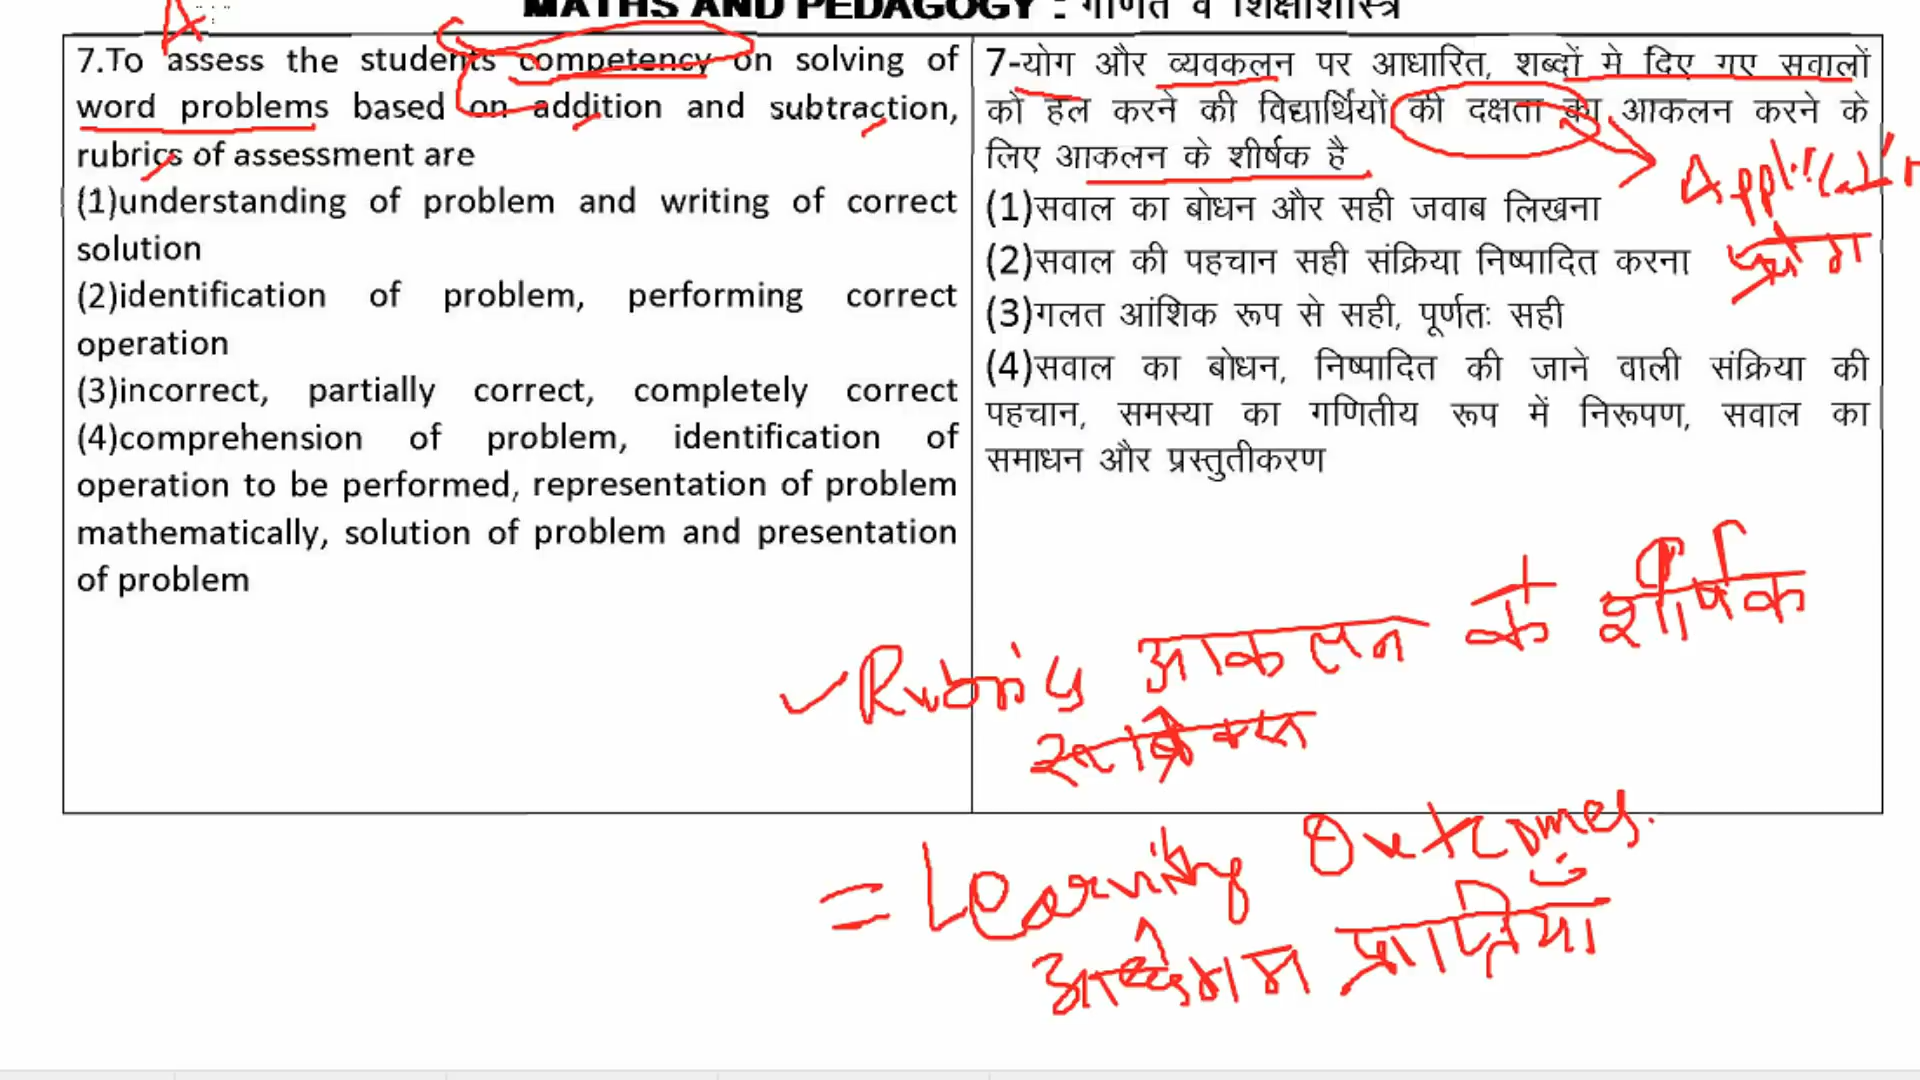 MATHS AND PEDAGOGY : गणित व शिक्षाशास्त्र
7.To assess the students competency on solving of
word problems based on addition and subtraction,
rubrics of assessment are
(1)understanding of problem and writing of correct
solution
(2)identification of problem, performing correct
operation
(3)incorrect, partially correct, completely correct
(4)comprehension of problem, identification of
operation to be performed, representation of problem
mathematically, solution of problem and presentation
of problem
7-योग और व्यवकलन पर आधारित, शब्दों मे दिए गए सवालों
को हल करने की विद्यार्थियों की दक्षता का आकलन करने के
लिए आकलन के शीर्षक है
(1)सवाल का बोधन और सही जवाब लिखना
(2)सवाल की पहचान सही संक्रिया निष्पादित करना
(3)गलत आंशिक रूप से सही, पूर्णतः सही
(4)सवाल का बोधन, निष्पादित की जाने वाली संक्रिया की
पहचान, समस्या का गणितीय रूप में निरूपण, सवाल का
समाधन और प्रस्तुतीकरण
A
Rubrics आकलन के शीर्षक
= Learning Outcomes.
प्राप्तियां